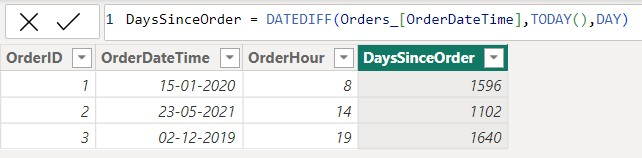 1 DaysSinceOrder = DATEDIFF(Orders_[OrderDateTime],TODAY(),DAY)
OrderID OrderDateTime OrderHour DaysSinceOrder
1 15-01-2020 8 1596
2 23-05-2021 14 1102
3 02-12-2019 19 1640